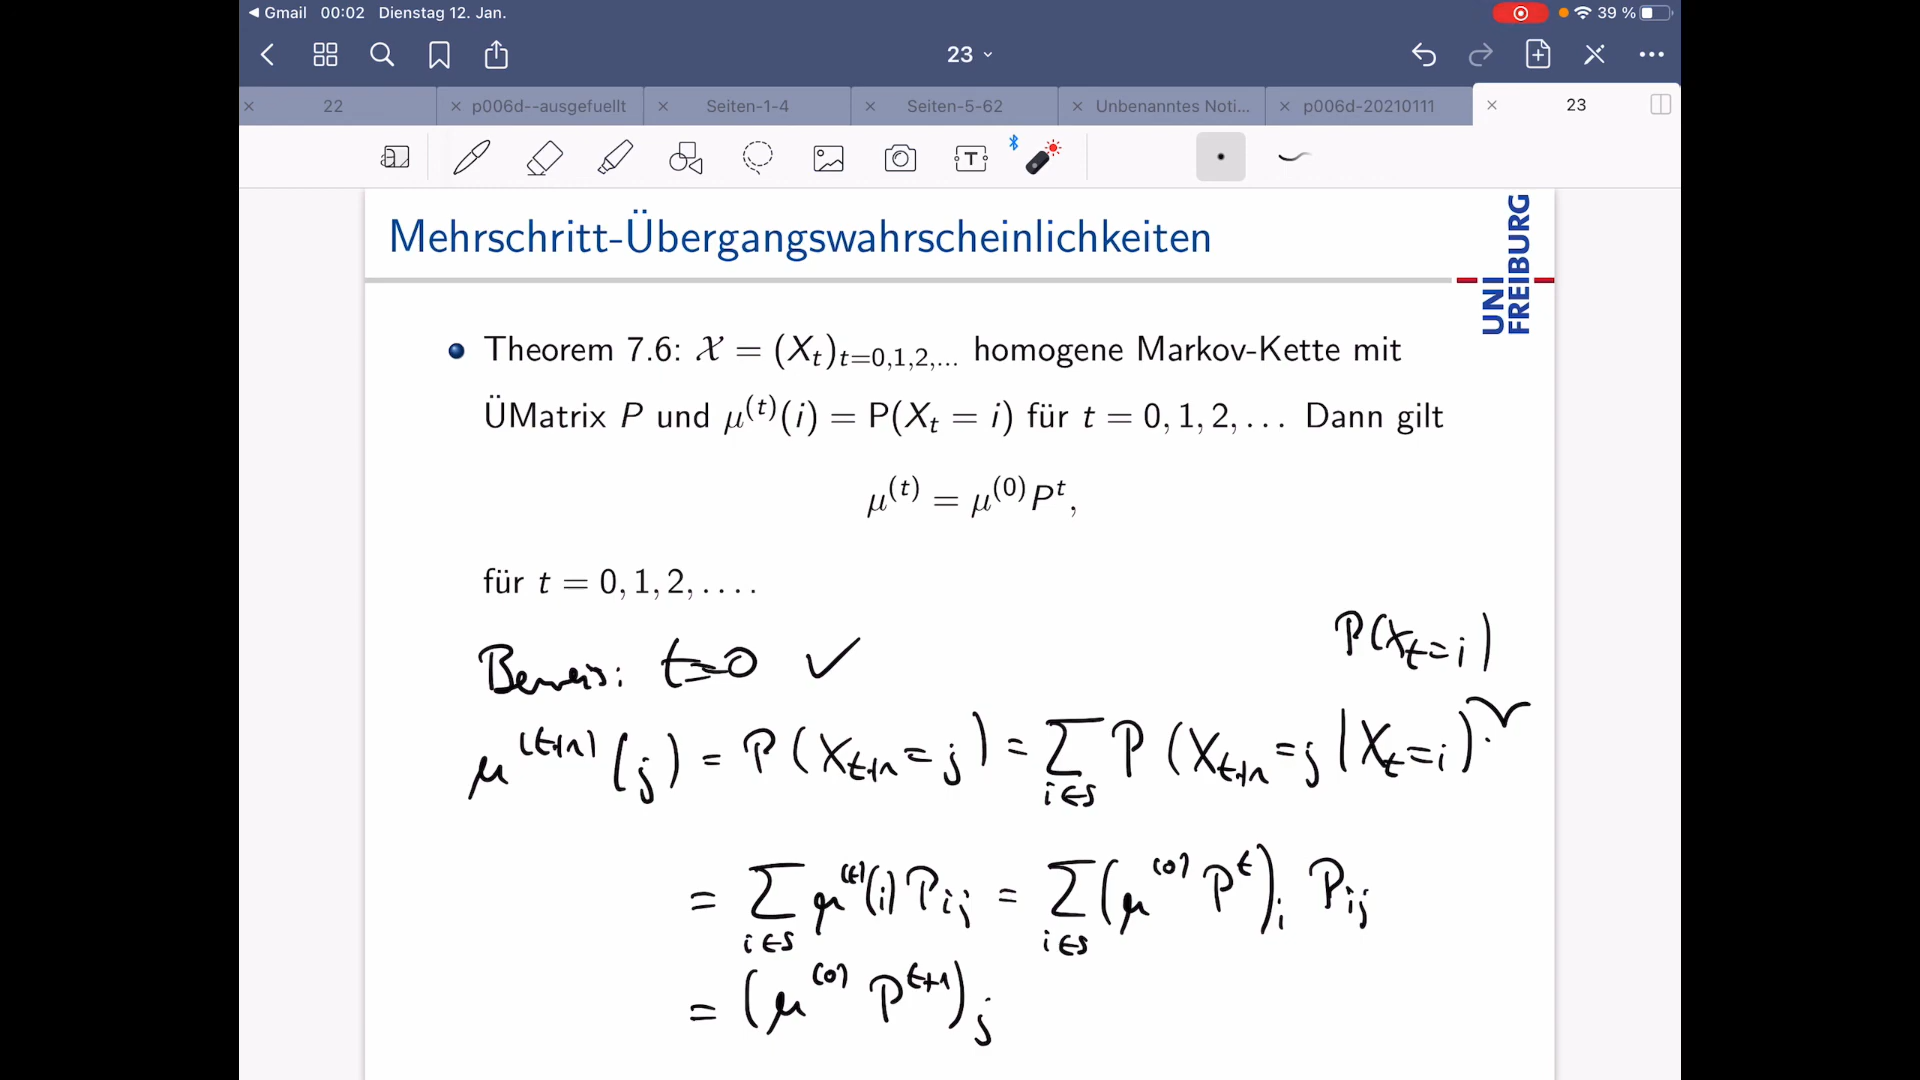 Gmail 00:02 Dienstag 12. Jan. 39 %
23
22 p006d--ausgefuellt Seiten-1-4 Seiten-5-62 Unbenanntes Noti... p006d-20210111 23
Mehrschritt-Übergangswahrscheinlichkeiten
UNI FREIBURG
Theorem 7.6: 𝒳 = (X_t)_{t=0,1,2,...} homogene Markov-Kette mit
ÜMatrix P und μ^{(t)}(i) = P(X_t = i) für t = 0, 1, 2, . . . Dann gilt
μ^{(t)} = μ^{(0)} P^t,
für t = 0, 1, 2, . . . .
P(X_t = i)
Beweis: t=0 ✓
μ^{(t+1)}(j) = P(X_{t+1} = j) = Σ_{i∈S} P(X_{t+1} = j | X_t = i) ·
= Σ_{i∈S} μ^{(t)}(i) P_{ij} = Σ_{i∈S} (μ^{(0)} P^t)_i P_{ij}
= (μ^{(0)} P^{t+1})_j